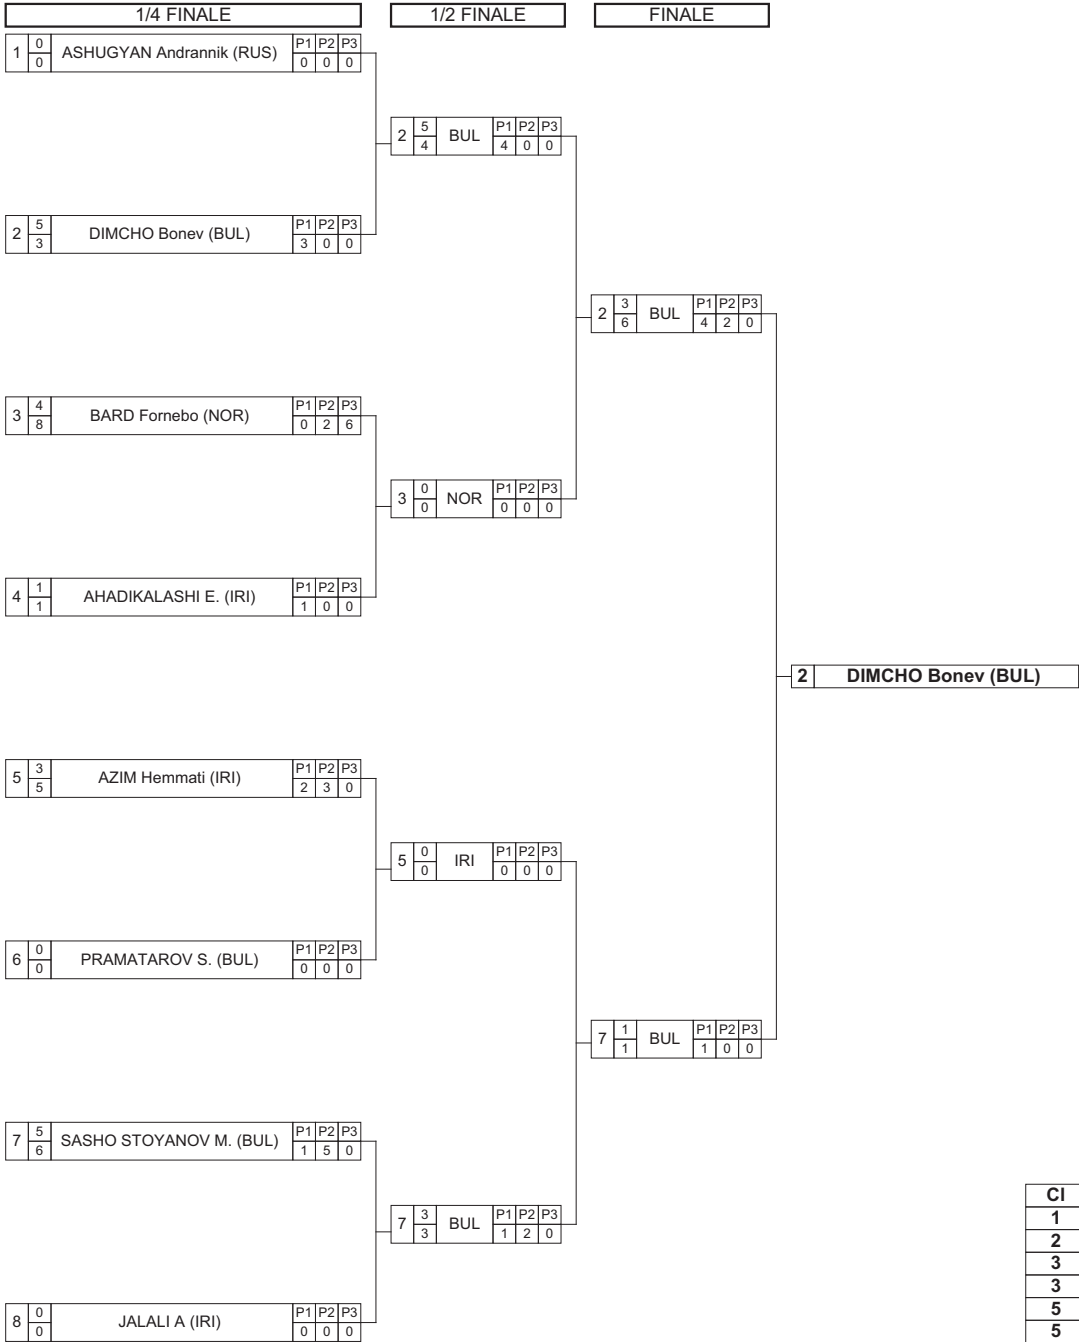 1/4 FINALE 1/2 FINALE FINALE
1 0 0 ASHUGYAN Andrannik (RUS) P1 P2 P3
0 0 0
2 5 4 BUL P1 P2 P3
4 0 0
2 5 3 DIMCHO Bonev (BUL) P1 P2 P3
3 0 0
2 3 6 BUL P1 P2 P3
4 2 0
3 4 8 BARD Fornebo (NOR) P1 P2 P3
0 2 6
3 0 0 NOR P1 P2 P3
0 0 0
4 1 1 AHADIKALASHI E. (IRI) P1 P2 P3
1 0 0
2 DIMCHO Bonev (BUL)
5 3 5 AZIM Hemmati (IRI) P1 P2 P3
2 3 0
5 0 0 IRI P1 P2 P3
0 0 0
6 0 0 PRAMATAROV S. (BUL) P1 P2 P3
0 0 0
7 1 1 BUL P1 P2 P3
1 0 0
7 5 6 SASHO STOYANOV M. (BUL) P1 P2 P3
1 5 0
7 3 3 BUL P1 P2 P3
1 2 0
8 0 0 JALALI A (IRI) P1 P2 P3
0 0 0
Cl
1
2
3
3
5
5